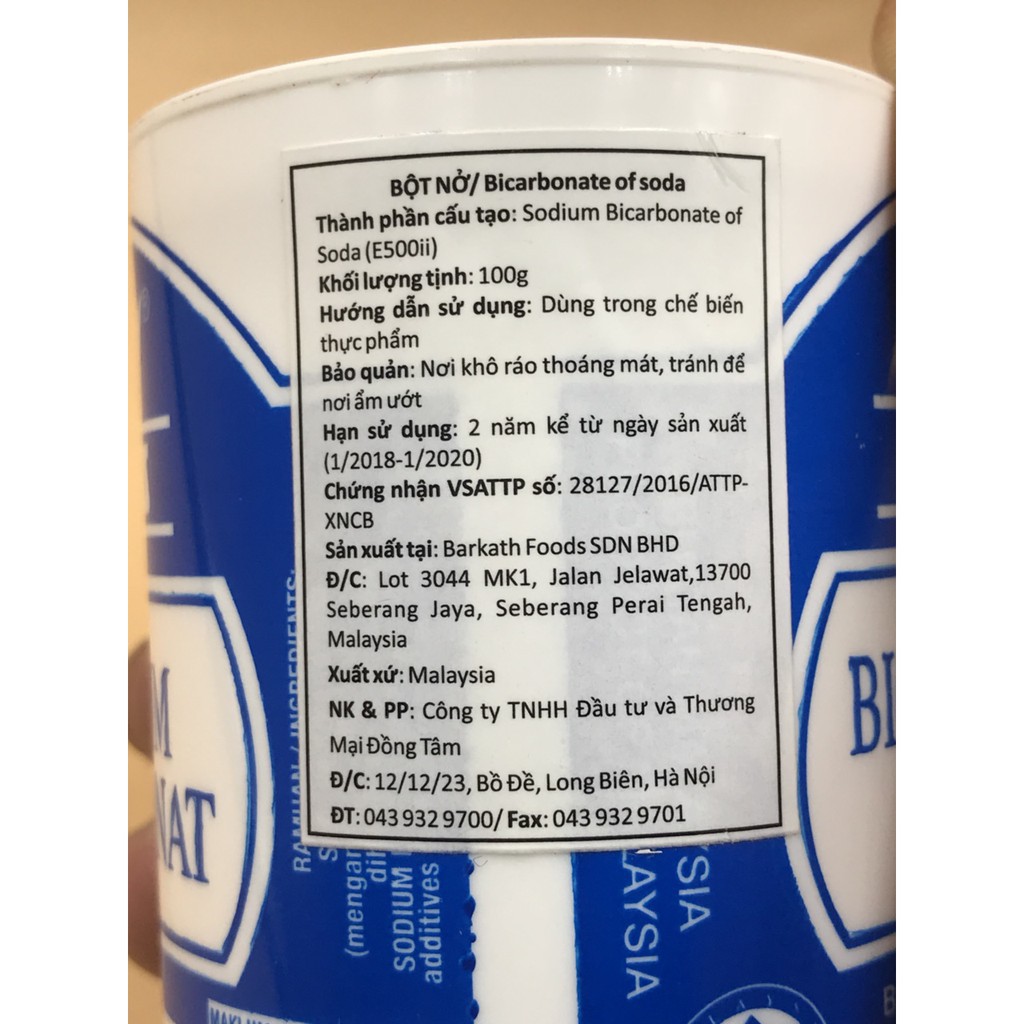 BỘT NỞ/ Bicarbonate of soda
Thành phần cấu tạo: Sodium Bicarbonate of
Soda (E500ii)
Khối lượng tịnh: 100g
Hướng dẫn sử dụng: Dùng trong chế biến
thực phẩm
Bảo quản: Nơi khô ráo thoáng mát, tránh để
nơi ẩm ướt
Hạn sử dụng: 2 năm kể từ ngày sản xuất
(1/2018-1/2020)
Chứng nhận VSATTP số: 28127/2016/ATTP-
XNCB
Sản xuất tại: Barkath Foods SDN BHD
Đ/C: Lot 3044 MK1, Jalan Jelawat,13700
Seberang Jaya, Seberang Perai Tengah,
Malaysia
Xuất xứ: Malaysia
NK & PP: Công ty TNHH Đầu tư và Thương
Mại Đồng Tâm
Đ/C: 12/12/23, Bồ Đề, Long Biên, Hà Nội
ĐT: 043 932 9700/ Fax: 043 932 9701
RAMUAN / INGREDIENTS:
SODIUM
additives